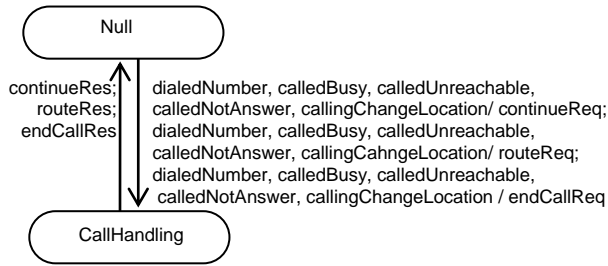 Null
continueRes;
routeRes;
endCallRes
dialedNumber, calledBusy, calledUnreachable,
calledNotAnswer, callingChangeLocation/ continueReq;
dialedNumber, calledBusy, calledUnreachable,
calledNotAnswer, callingCahngeLocation/ routeReq;
dialedNumber, calledBusy, calledUnreachable,
calledNotAnswer, callingChangeLocation / endCallReq
CallHandling